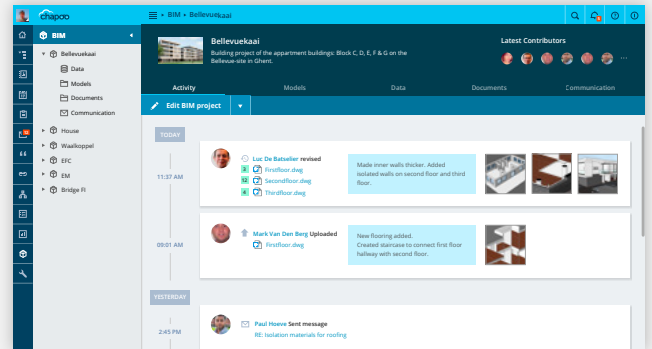 chapoo
BIM • Bellevuekaai
BIM
Bellevuekaai
Data
Models
Documents
Communication
House
Waalkoppel
EFC
EM
Bridge FI
Bellevuekaai
Building project of the appartment buildings: Block C, D, E, F & G on the
Bellevue-site in Ghent.
Latest Contributors
Activity
Models
Data
Documents
Communication
Edit BIM project
TODAY
11:37 AM
Luc De Batselier revised
2 Firstfloor.dwg
12 Secondfloor.dwg
4 Thirdfloor.dwg
Made inner walls thicker. Added
isolated walls on second floor and third
floor.
09:01 AM
Mark Van Den Berg Uploaded
Firstfloor.dwg
New flooring added.
Created staircase to connect first floor
hallway with second floor.
YESTERDAY
2:45 PM
Paul Hoeve Sent message
RE: Isolation materials for roofing